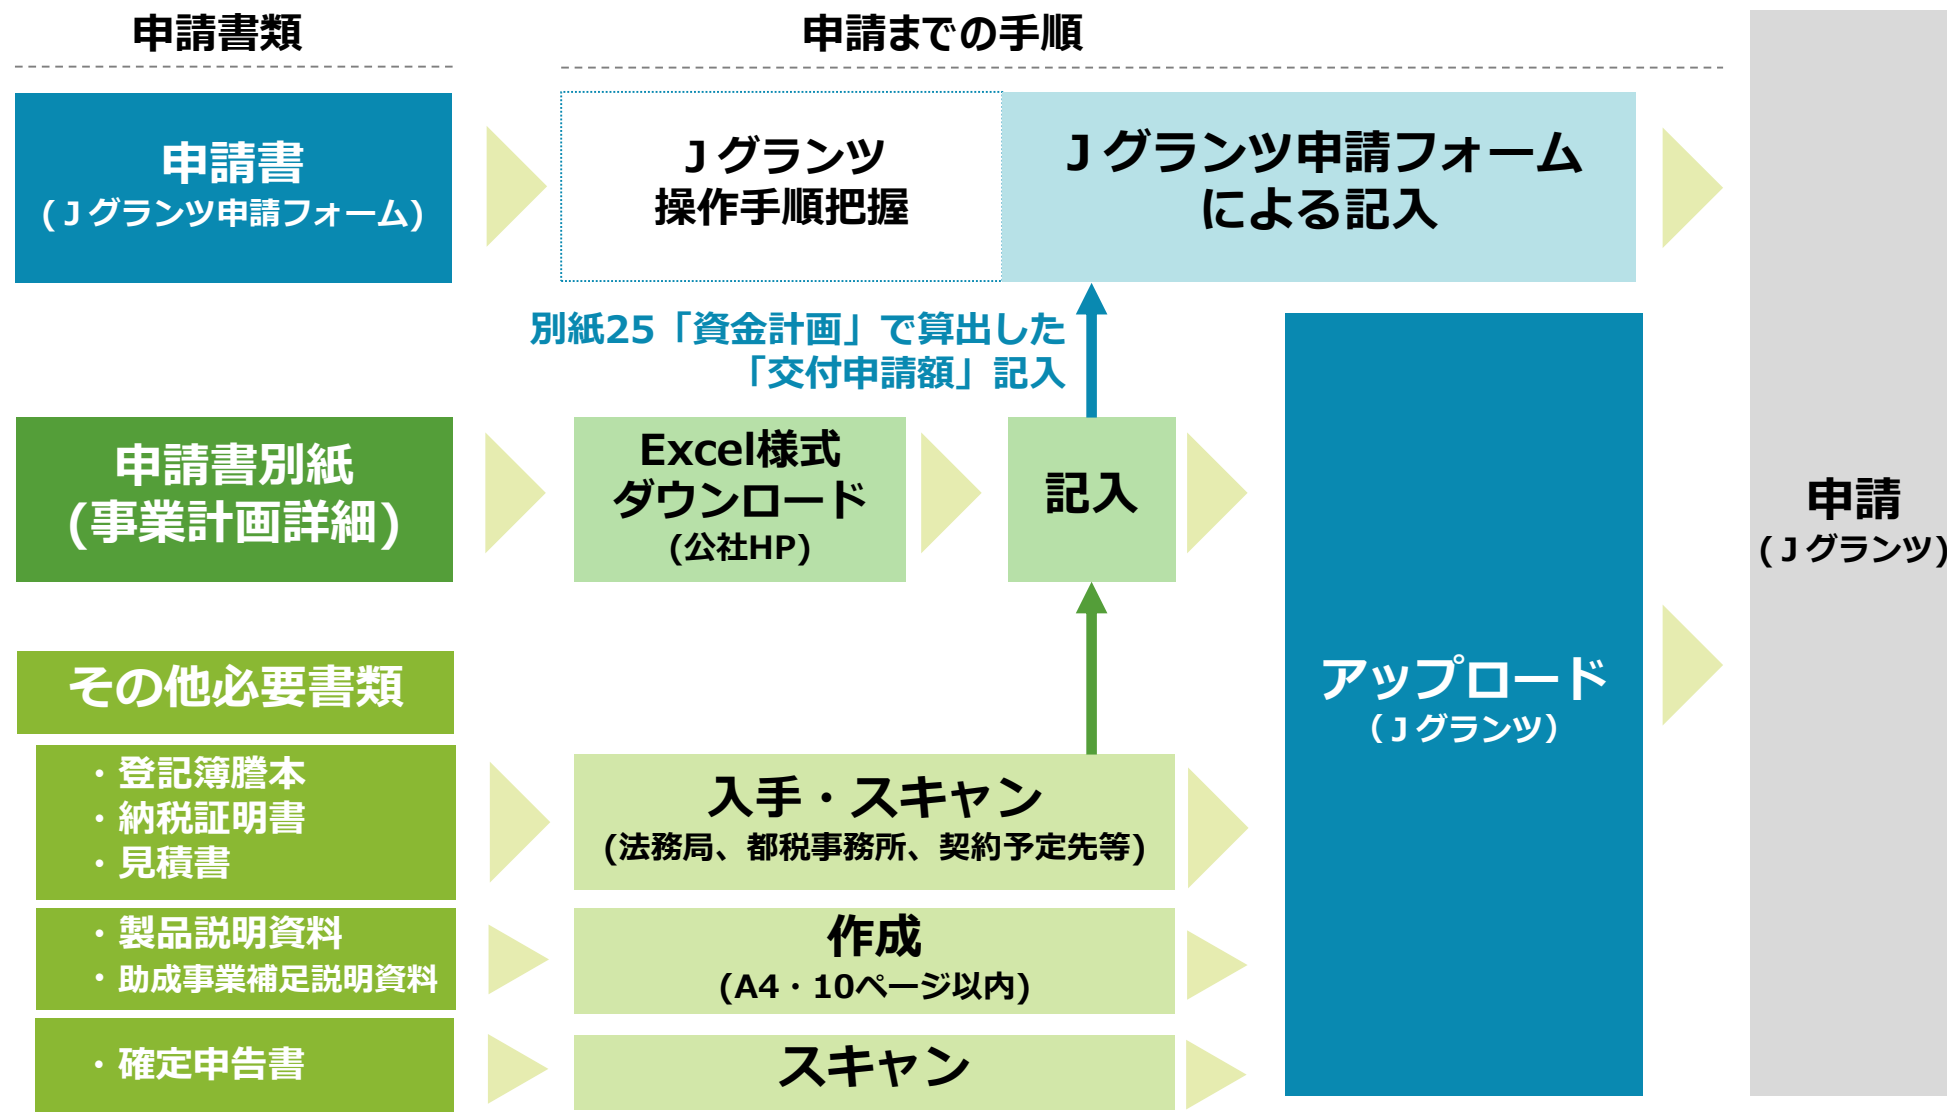 申請書類
申請までの手順
申請書
(Jグランツ申請フォーム)
Jグランツ
操作手順把握
Jグランツ申請フォーム
による記入
別紙25「資金計画」で算出した
「交付申請額」記入
申請書別紙
(事業計画詳細)
Excel様式
ダウンロード
(公社HP)
記入
その他必要書類
・登記簿謄本
・納税証明書
・見積書
入手・スキャン
(法務局、都税事務所、契約予定先等)
・製品説明資料
・助成事業補足説明資料
作成
(A4・10ページ以内)
・確定申告書
スキャン
アップロード
(Jグランツ)
申請
(Jグランツ)